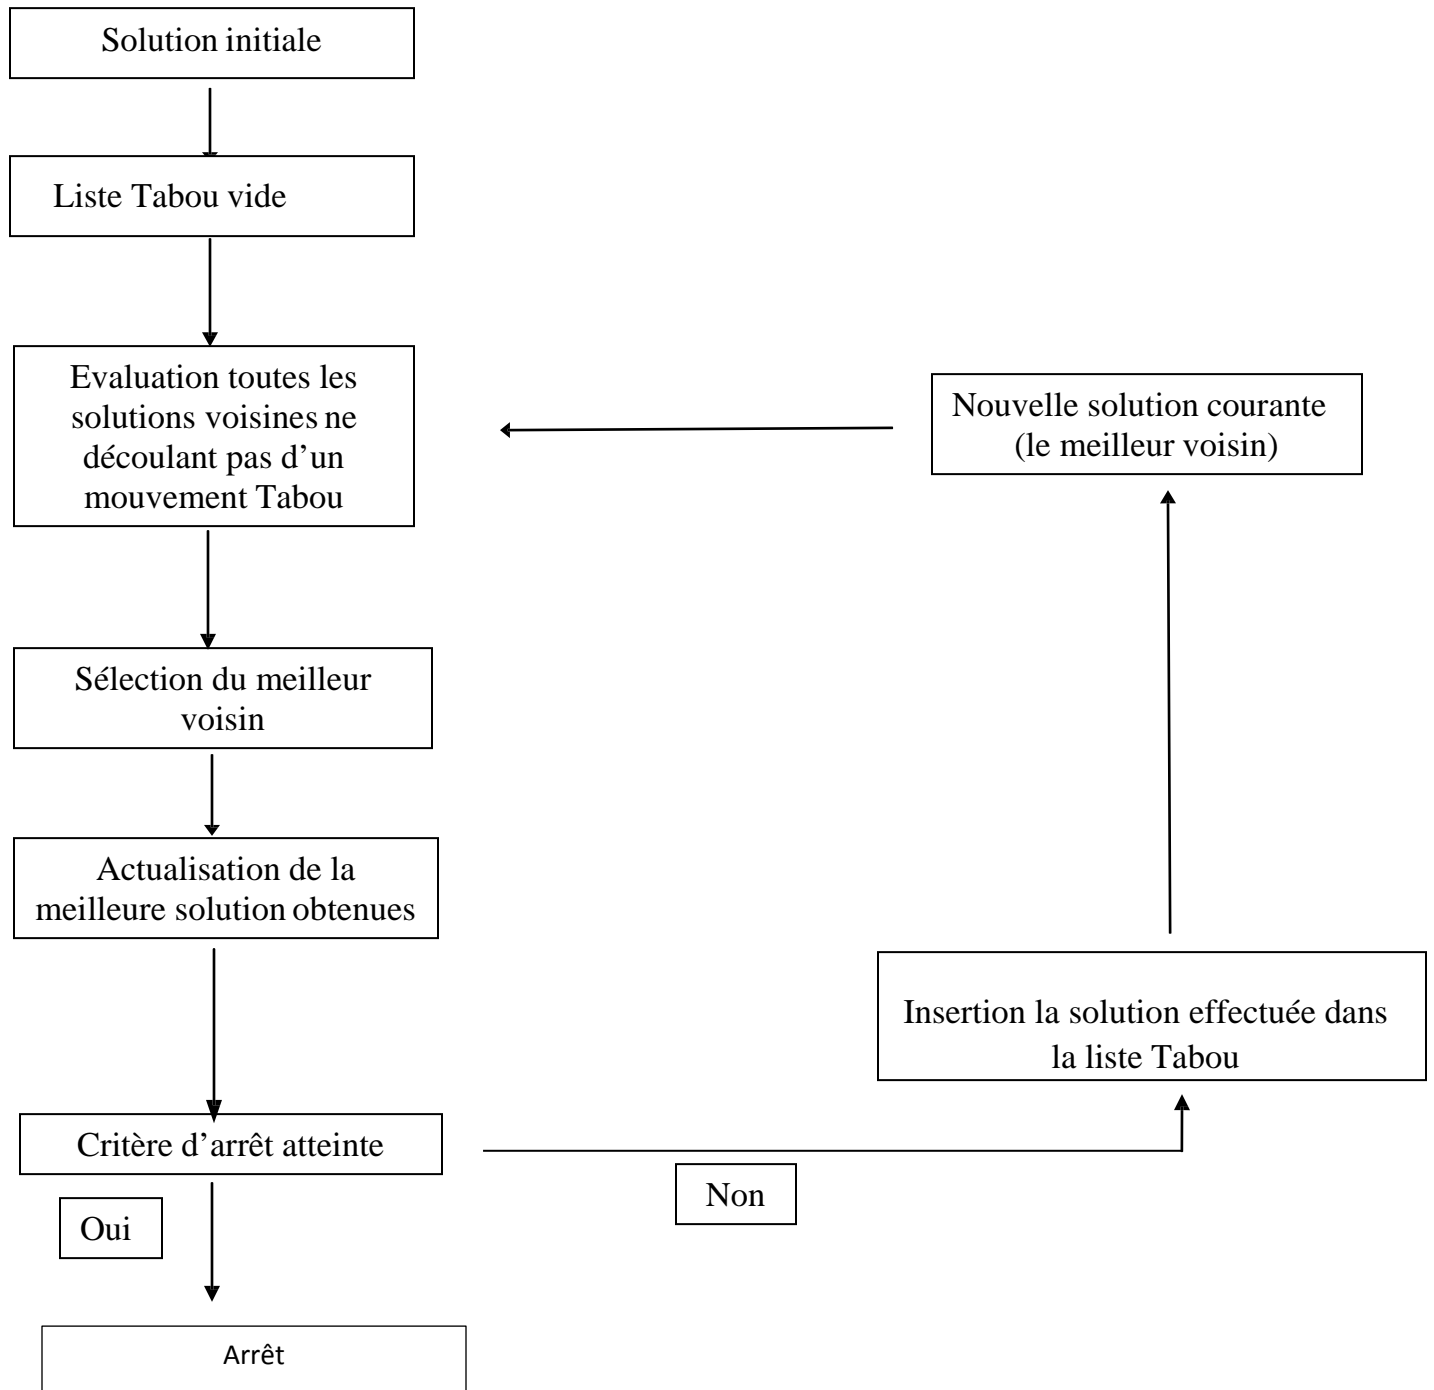 Solution initiale
Liste Tabou vide
Evaluation toutes les
solutions voisines ne
découlant pas d’un
mouvement Tabou
Nouvelle solution courante
(le meilleur voisin)
Sélection du meilleur
voisin
Actualisation de la
meilleure solution obtenues
Insertion la solution effectuée dans
la liste Tabou
Critère d’arrêt atteinte
Non
Oui
Arrêt